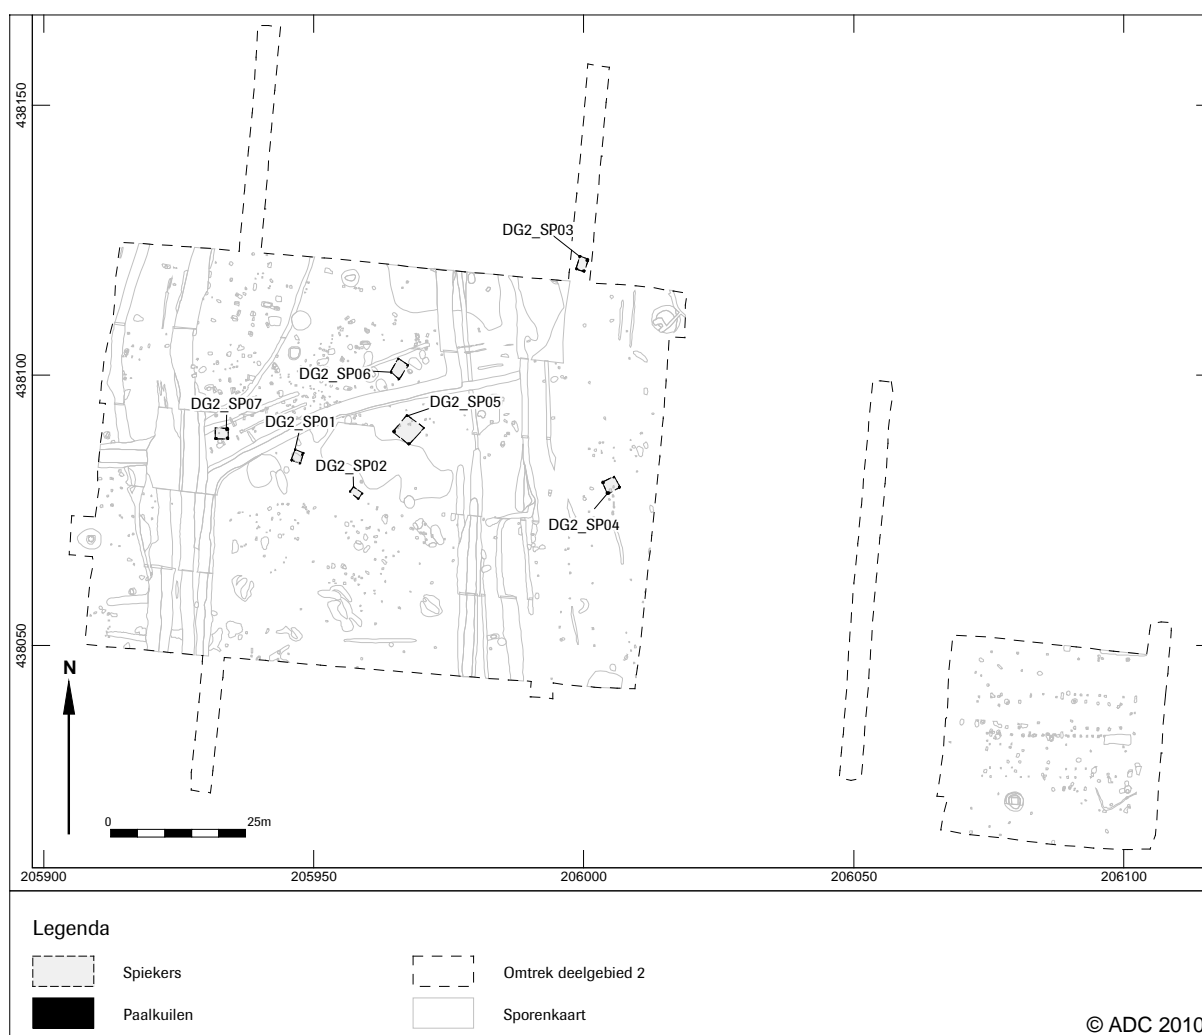 438150
438100
438050
DG2_SP03
DG2_SP06
DG2_SP05
DG2_SP07
DG2_SP01
DG2_SP02
DG2_SP04
N
0
25m
205900
205950
206000
206050
206100
Legenda
Spiekers
Omtrek deelgebied 2
Paalkuilen
Sporenkaart
© ADC 2010